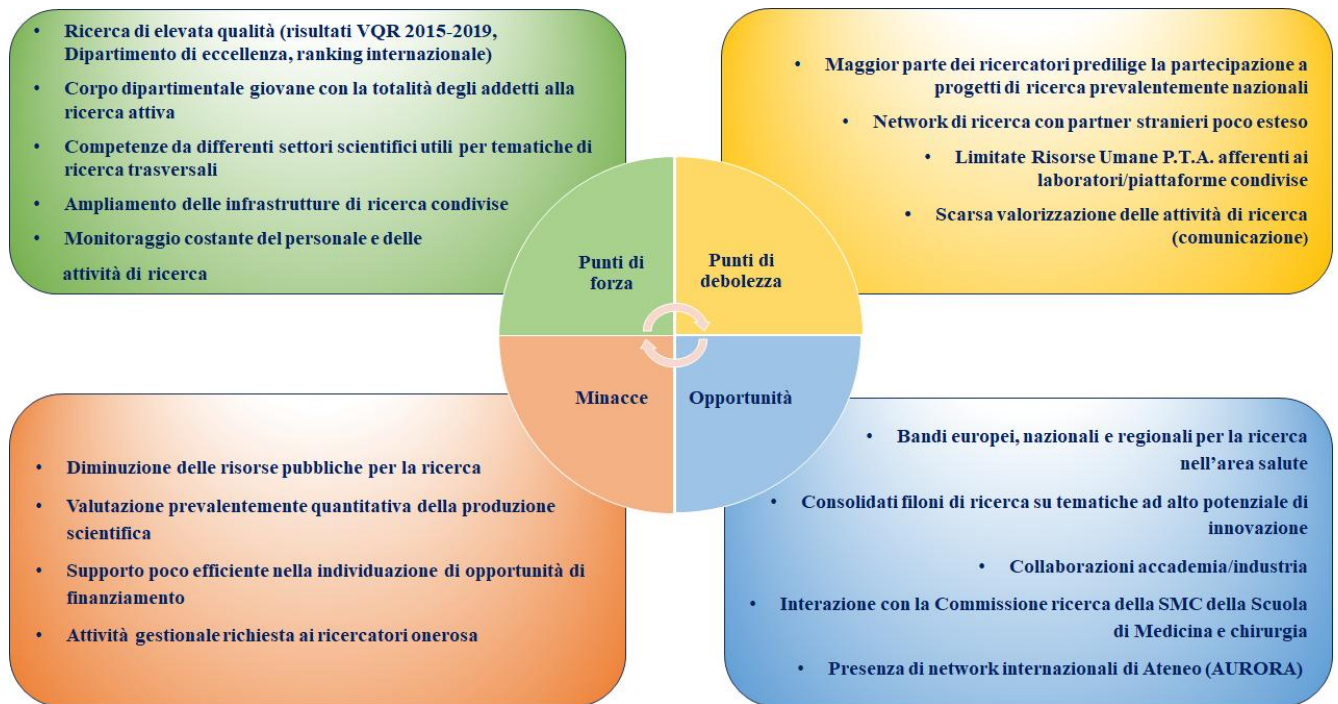 • Ricerca di elevata qualità (risultati VQR 2015-2019,
Dipartimento di eccellenza, ranking internazionale)
• Corpo dipartimentale giovane con la totalità degli addetti alla
ricerca attiva
• Competenze da differenti settori scientifici utili per tematiche di
ricerca trasversali
• Ampliamento delle infrastrutture di ricerca condivise
• Monitoraggio costante del personale e delle
attività di ricerca
• Maggior parte dei ricercatori predilige la partecipazione a
progetti di ricerca prevalentemente nazionali
• Network di ricerca con partner stranieri poco esteso
• Limitate Risorse Umane P.T.A. afferenti ai
laboratori/piattaforme condivise
• Scarsa valorizzazione delle attività di ricerca
(comunicazione)
Punti di
forza
Punti di
debolezza
Minacce
Opportunità
• Diminuzione delle risorse pubbliche per la ricerca
• Valutazione prevalentemente quantitativa della produzione
scientifica
• Supporto poco efficiente nella individuazione di opportunità di
finanziamento
• Attività gestionale richiesta ai ricercatori onerosa
• Bandi europei, nazionali e regionali per la ricerca
nell’area salute
• Consolidati filoni di ricerca su tematiche ad alto potenziale di
innovazione
• Collaborazioni accademia/industria
• Interazione con la Commissione ricerca della SMC della Scuola
di Medicina e chirurgia
• Presenza di network internazionali di Ateneo (AURORA)